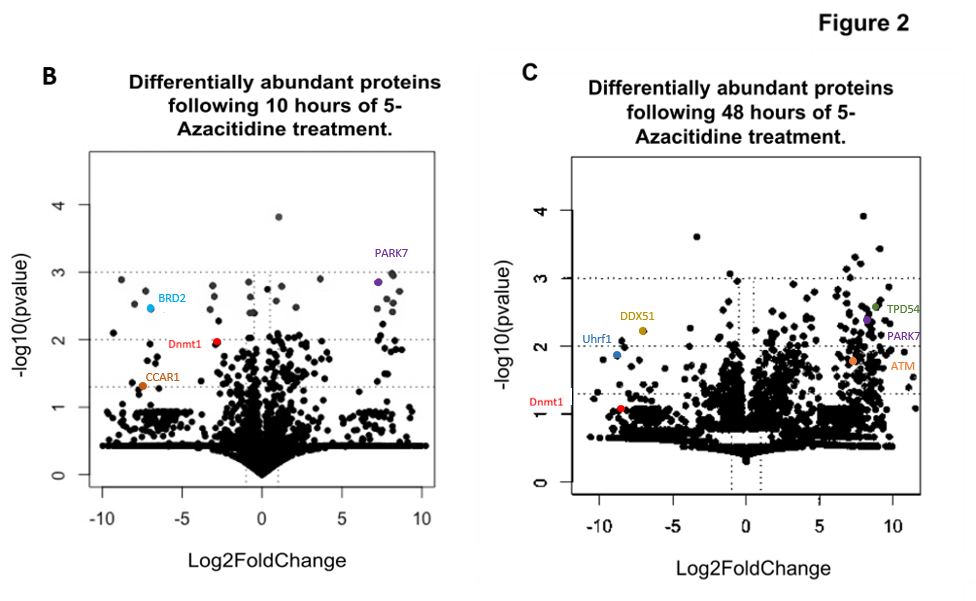 Figure 2
B
Differentially abundant proteins
following 10 hours of 5-
Azacitidine treatment.
-log10(pvalue)
4
3
2
1
0
PARK7
BRD2
Dnmt1
CCAR1
-10
-5
0
5
10
Log2FoldChange
C
Differentially abundant proteins
following 48 hours of 5-
Azacitidine treatment.
-log10(pvalue)
4
3
2
1
0
TPD54
DDX51
PARK7
Uhrf1
ATM
Dnmt1
-10
-5
0
5
10
Log2FoldChange